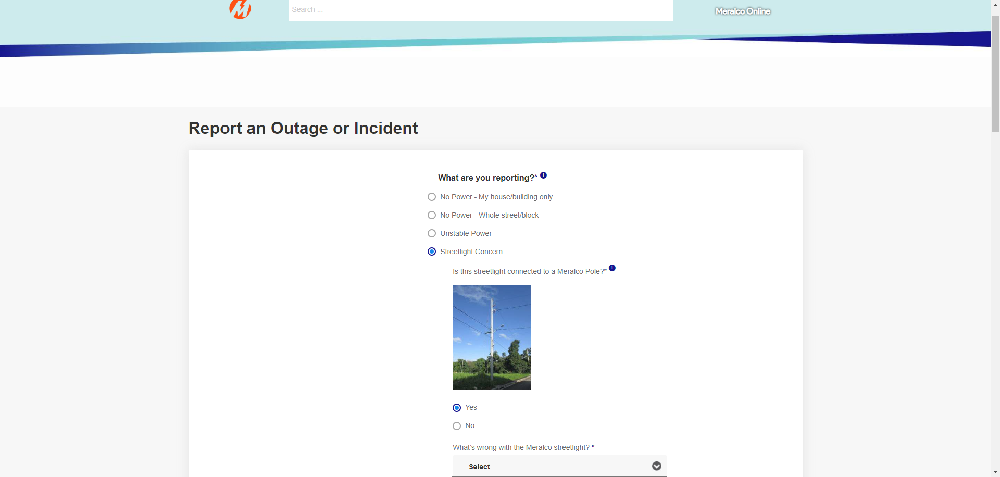 Search ...
Meralco Online
Report an Outage or Incident
What are you reporting?* i
No Power - My house/building only
No Power - Whole street/block
Unstable Power
Streetlight Concern
Is this streetlight connected to a Meralco Pole?* i
Yes
No
What's wrong with the Meralco streetlight? *
Select